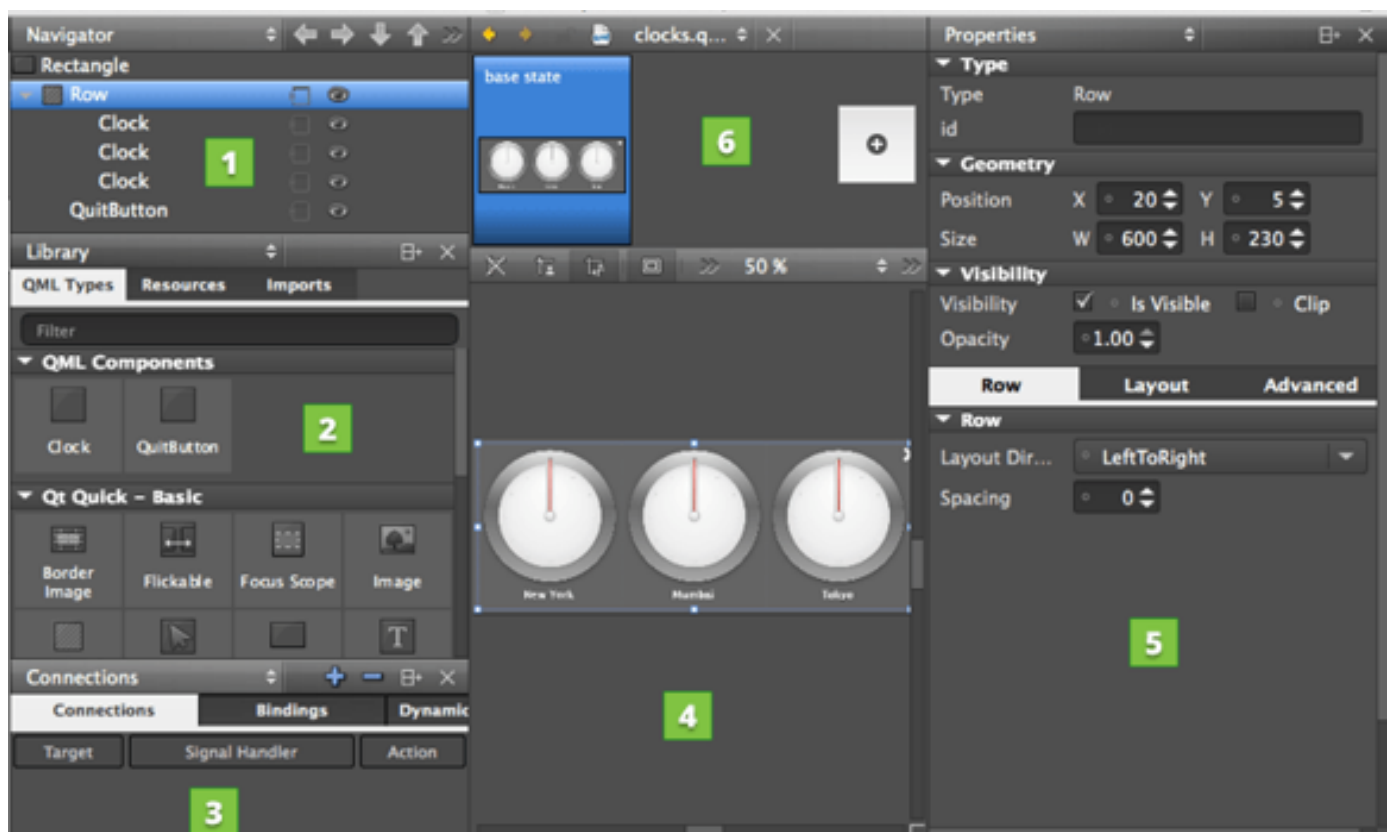 Navigator
Rectangle
Row
Clock
Clock
Clock
QuitButton
1
Library
QML Types Resources Imports
Filter
QML Components
Clock QuitButton
2
Qt Quick – Basic
Border Image Flickable Focus Scope Image
Connections
Connections Bindings Dynamic
Target Signal Handler Action
3
clocks.q...
base state
6
50 %
New York Mumbai Tokyo
4
Properties
Type
Type Row
id
Geometry
Position X 20 Y 5
Size W 600 H 230
Visibility
Visibility Is Visible Clip
Opacity 1.00
Row Layout Advanced
Row
Layout Dir... LeftToRight
Spacing 0
5